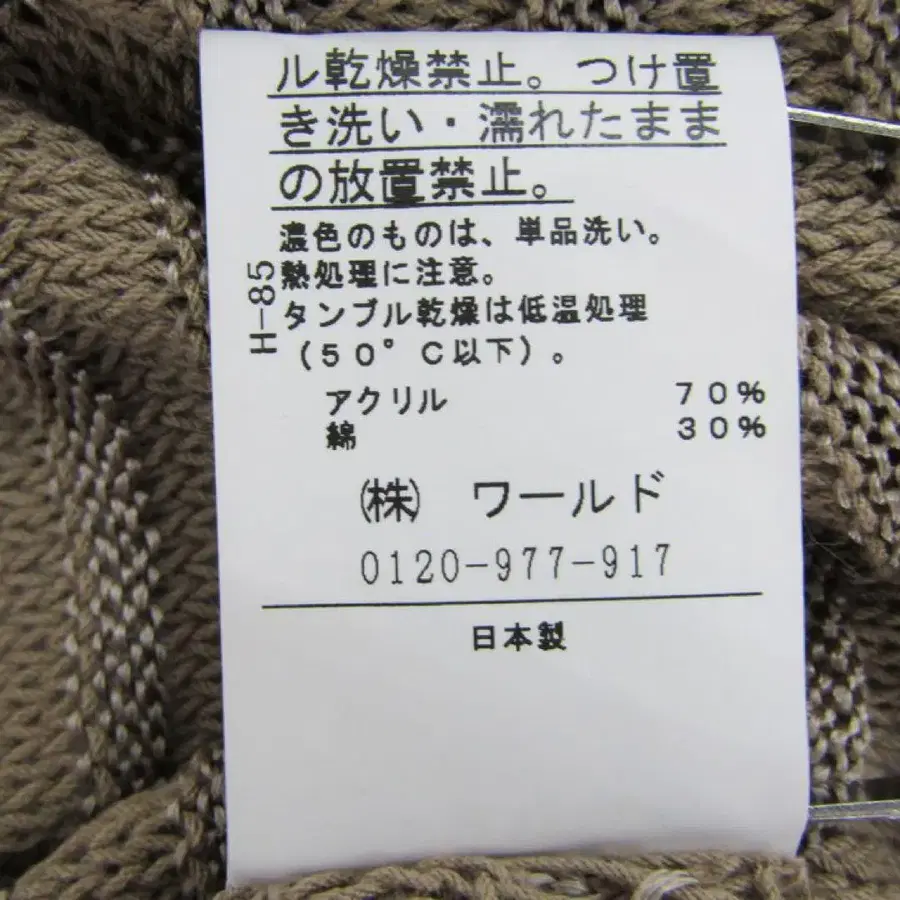 ル乾燥禁止。つけ置
き洗い・濡れたまま
の放置禁止。
濃色のものは、単品洗い。
熱処理に注意。
タンブル乾燥は低温処理
（５０°Ｃ以下）。
H-85
アクリル ７０％
綿 ３０％
㈱ ワールド
0120-977-917
日本製